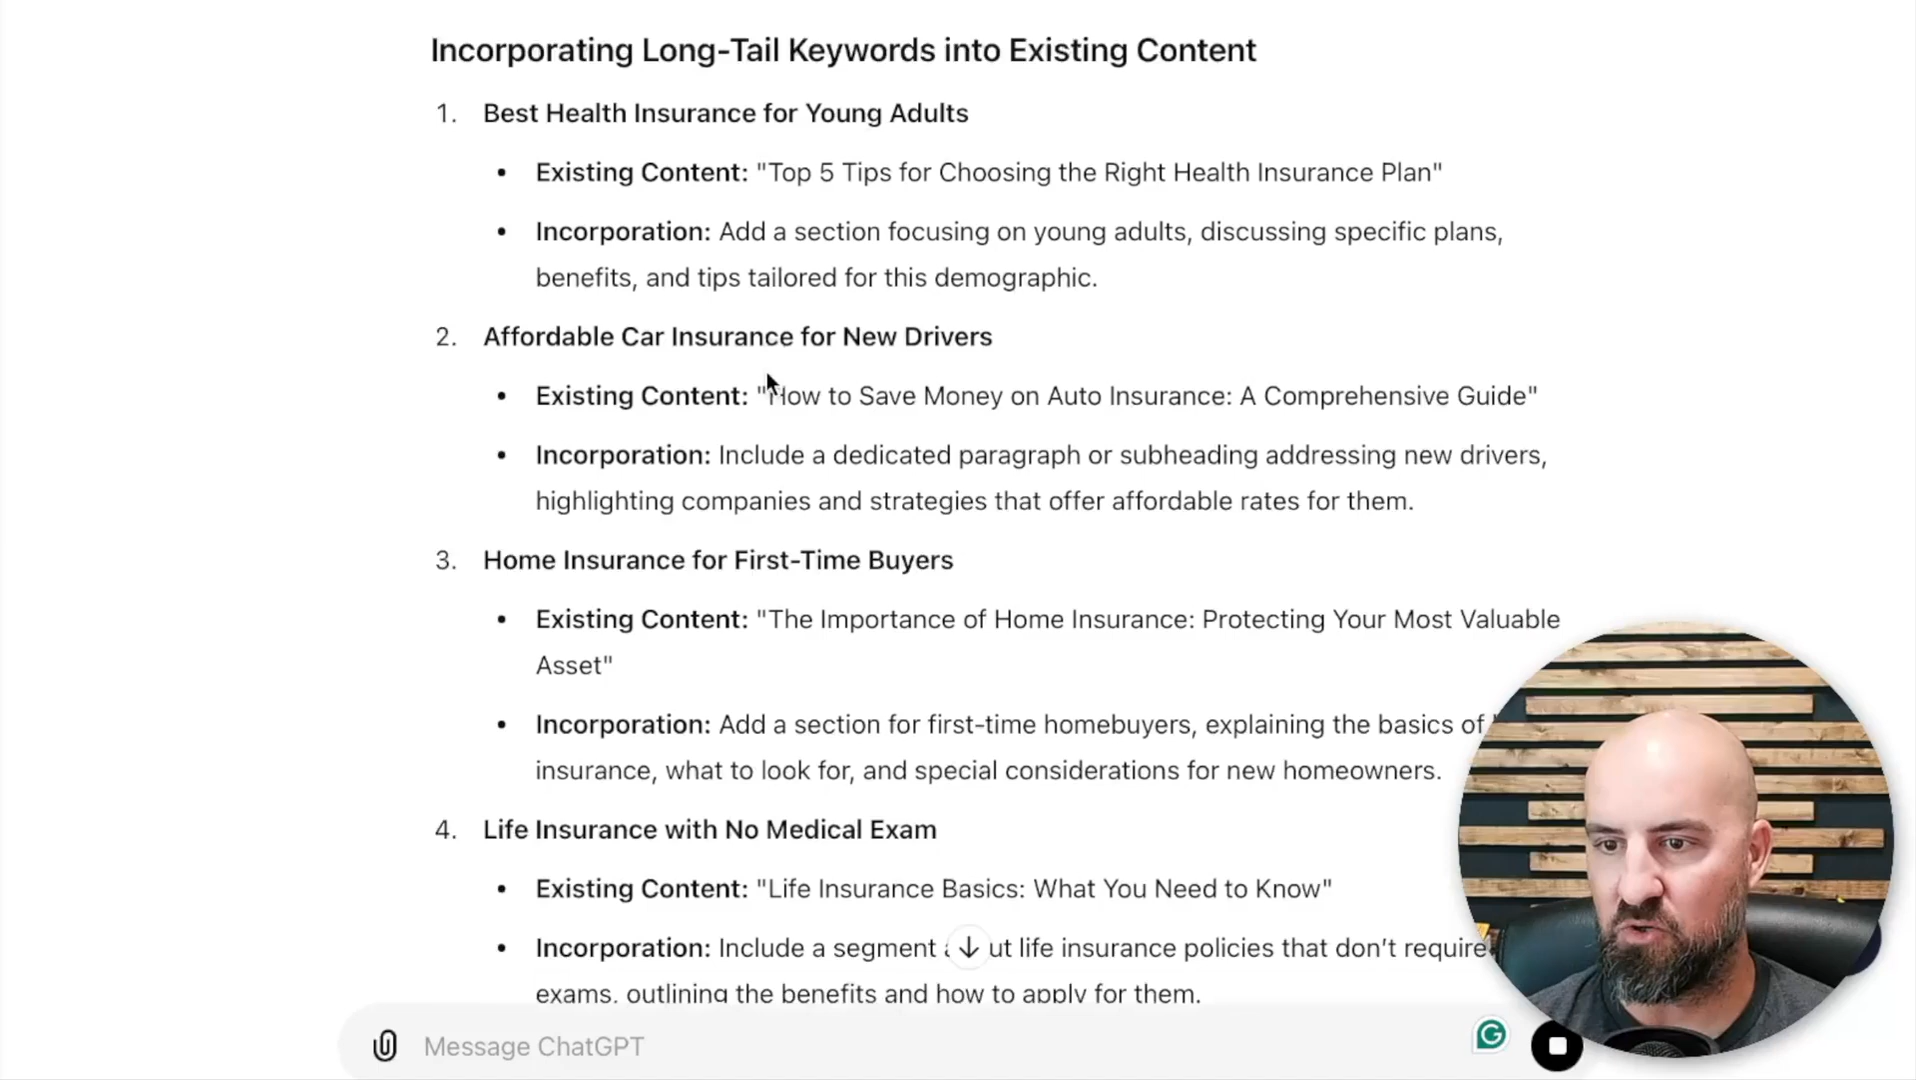 Incorporating Long-Tail Keywords into Existing Content
1. Best Health Insurance for Young Adults
• Existing Content: "Top 5 Tips for Choosing the Right Health Insurance Plan"
• Incorporation: Add a section focusing on young adults, discussing specific plans,
benefits, and tips tailored for this demographic.
2. Affordable Car Insurance for New Drivers
• Existing Content: "How to Save Money on Auto Insurance: A Comprehensive Guide"
• Incorporation: Include a dedicated paragraph or subheading addressing new drivers,
highlighting companies and strategies that offer affordable rates for them.
3. Home Insurance for First-Time Buyers
• Existing Content: "The Importance of Home Insurance: Protecting Your Most Valuable
Asset"
• Incorporation: Add a section for first-time homebuyers, explaining the basics of
insurance, what to look for, and special considerations for new homeowners.
4. Life Insurance with No Medical Exam
• Existing Content: "Life Insurance Basics: What You Need to Know"
• Incorporation: Include a segment life insurance policies that don't require
exams, outlining the benefits and how to apply for them.
Message ChatGPT
G